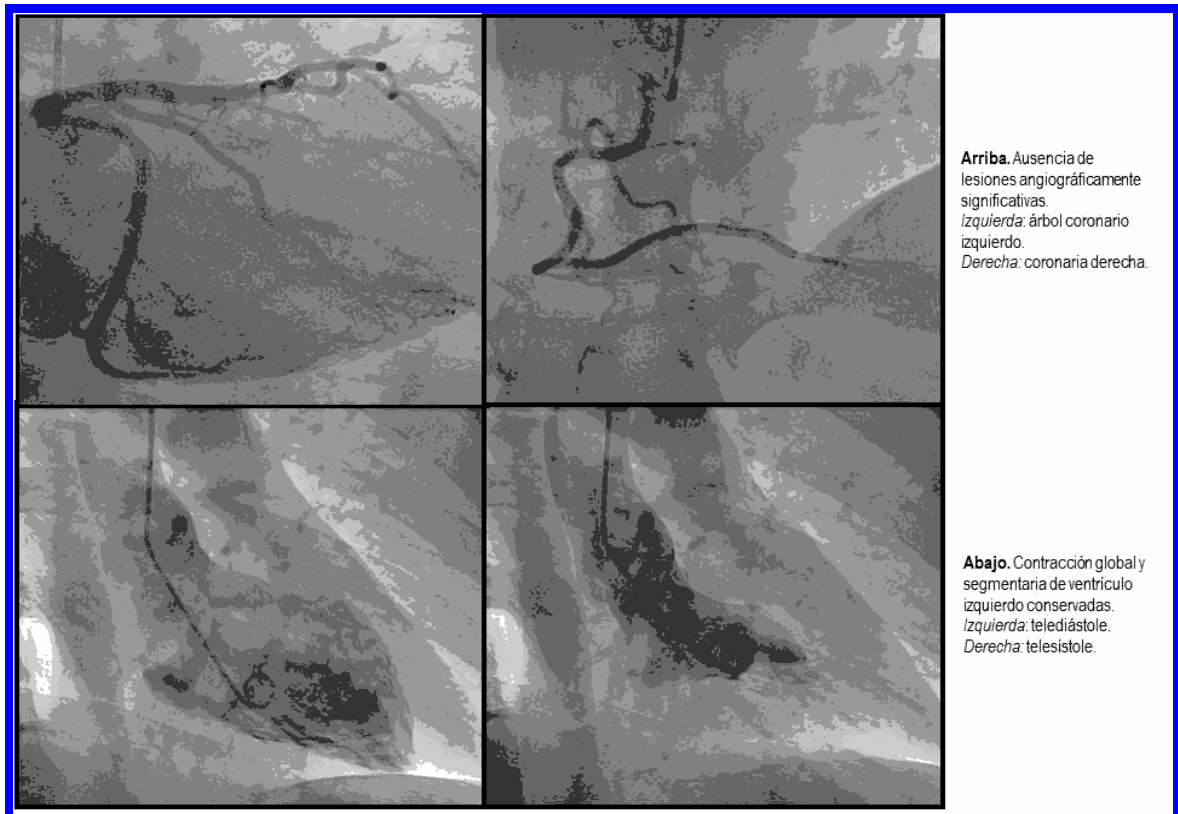 Arriba. Ausencia de
lesiones angiográficamente
significativas.
Izquierda: árbol coronario
izquierdo.
Derecha: coronaria derecha.
Abajo. Contracción global y
segmentaria de ventrículo
izquierdo conservadas.
Izquierda: telediástole.
Derecha: telesístole.